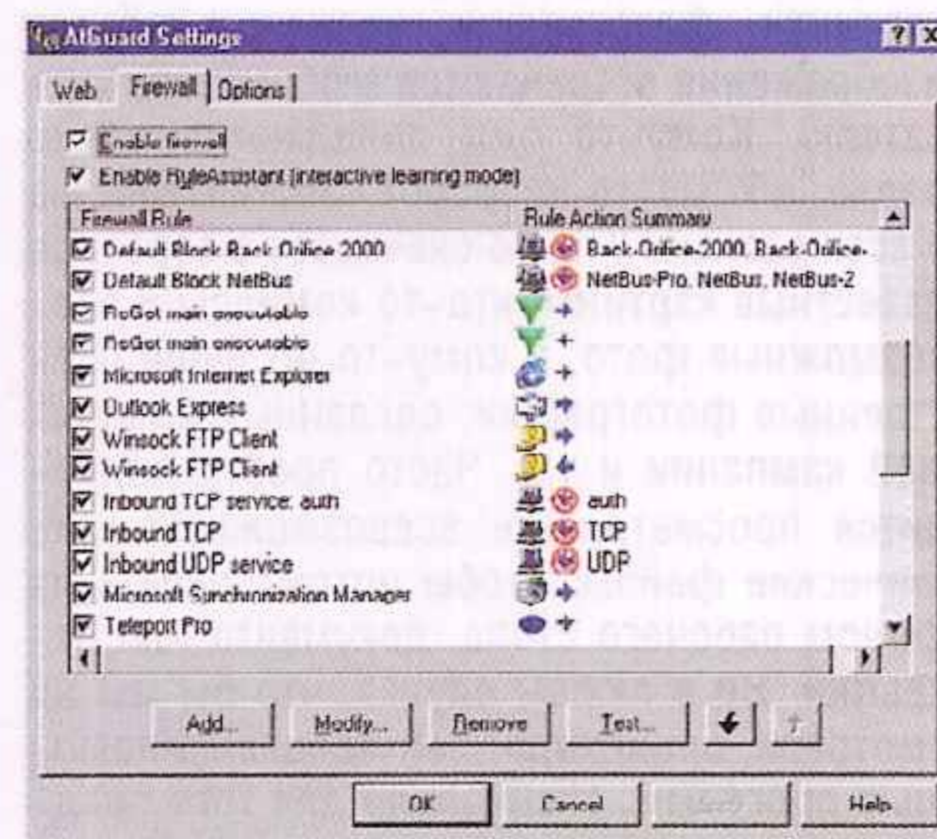 AtGuard Settings
Web Firewall Options
Enable firewall
Enable RuleAssistant (interactive learning mode)
Firewall Rule Rule Action Summary
Default Block Back Orifice 2000 Back-Orifice-2000, Back-Orifice-
Default Block NetBus NetBus-Pro, NetBus, NetBus-2
ReGet main executable
ReGet main executable
Microsoft Internet Explorer
Outlook Express
Winsock FTP Client
Winsock FTP Client
Inbound TCP service: auth auth
Inbound TCP TCP
Inbound UDP service UDP
Microsoft Synchronization Manager
Teleport Pro
Add... Modify... Remove Test...
OK Cancel Help